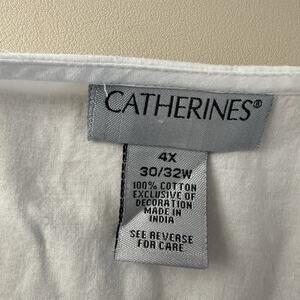 CATHERINES®
4X
30/32W
100% COTTON
EXCLUSIVE OF
DECORATION
MADE IN
INDIA
SEE REVERSE
FOR CARE